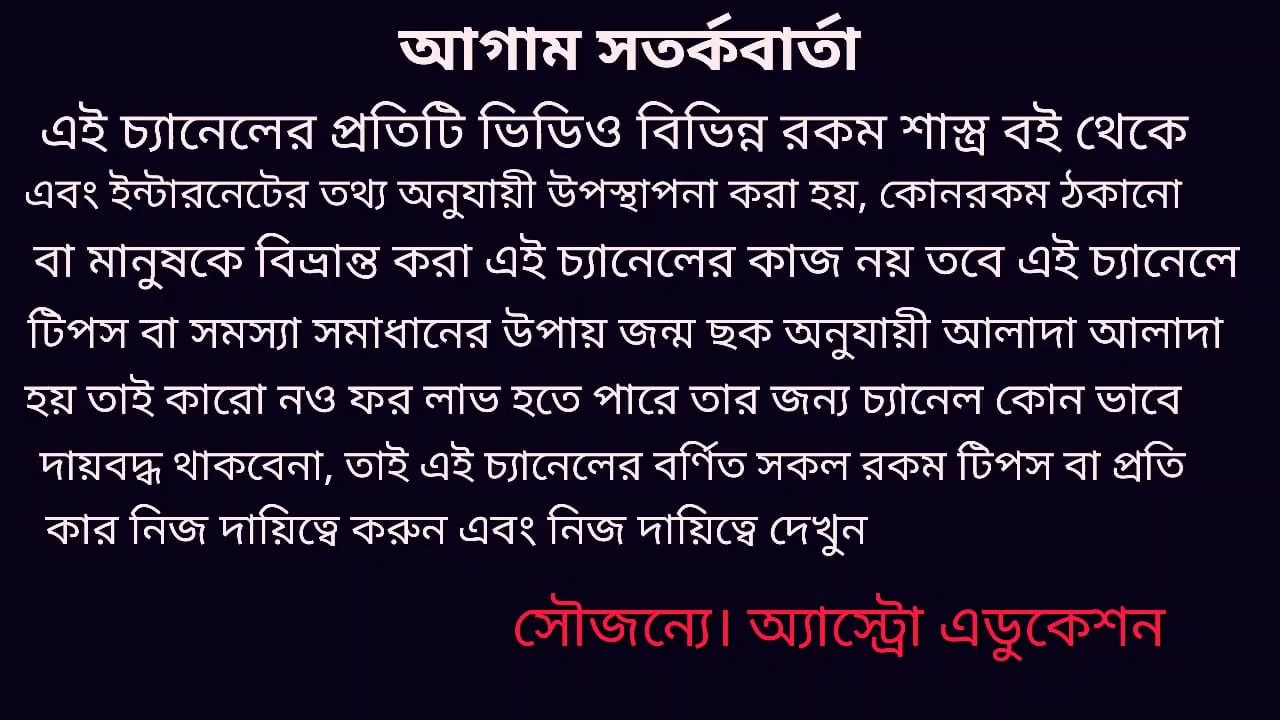 আগাম সতর্কবার্তা
এই চ্যানেলের প্রতিটি ভিডিও বিভিন্ন রকম শাস্ত্র বই থেকে
এবং ইন্টারনেটের তথ্য অনুযায়ী উপস্থাপনা করা হয়, কোনরকম ঠকানো
বা মানুষকে বিভ্রান্ত করা এই চ্যানেলের কাজ নয় তবে এই চ্যানেলে
টিপস বা সমস্যা সমাধানের উপায় জন্ম ছক অনুযায়ী আলাদা আলাদা
হয় তাই কারো নও ফর লাভ হতে পারে তার জন্য চ্যানেল কোন ভাবে
দায়বদ্ধ থাকবেনা, তাই এই চ্যানেলের বর্ণিত সকল রকম টিপস বা প্রতি
কার নিজ দায়িত্বে করুন এবং নিজ দায়িত্বে দেখুন
সৌজন্যে। অ্যাস্ট্রো এডুকেশন